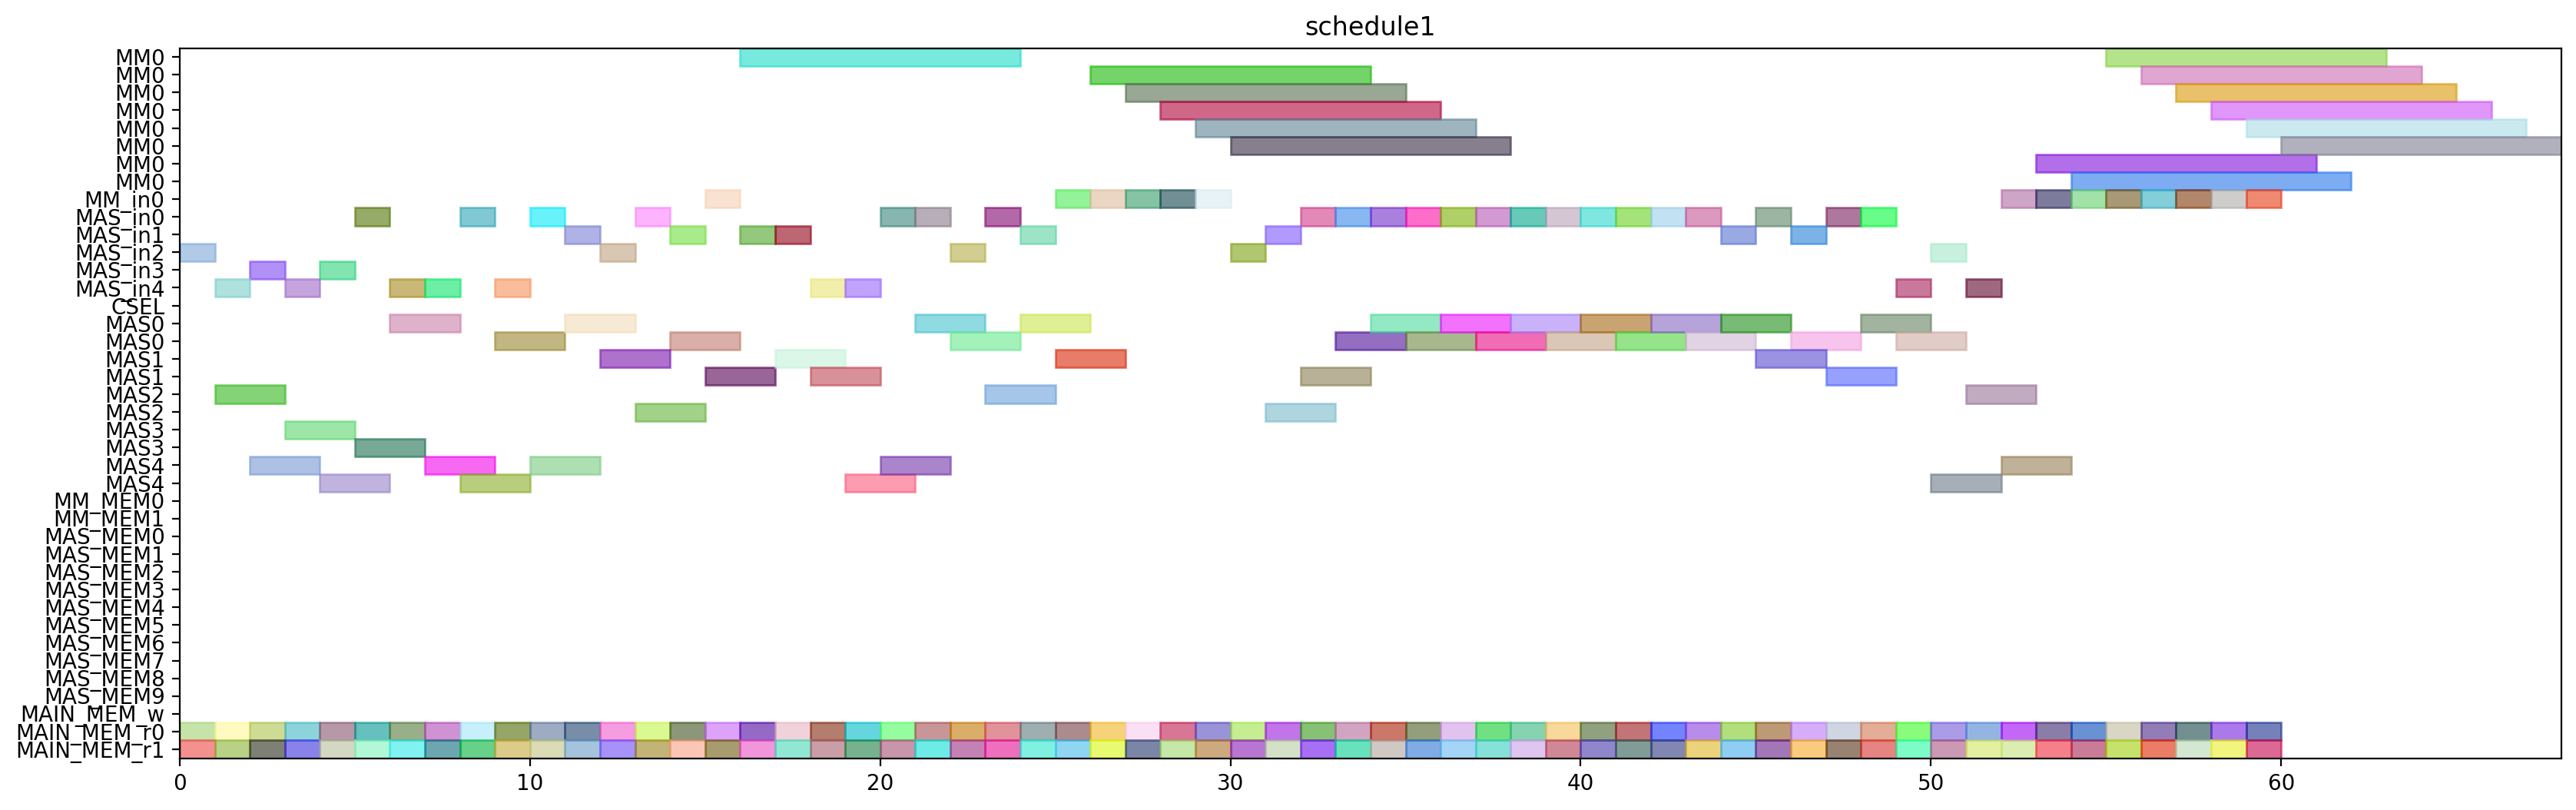 schedule1
MM0
MM0
MM0
MM0
MM0
MM0
MM0
MM0
MM_in0
MAS_in0
MAS_in1
MAS_in2
MAS_in3
MAS_in4
CSEL
MAS0
MAS0
MAS1
MAS1
MAS2
MAS2
MAS3
MAS3
MAS4
MAS4
MM_MEM0
MM_MEM1
MAS_MEM0
MAS_MEM1
MAS_MEM2
MAS_MEM3
MAS_MEM4
MAS_MEM5
MAS_MEM6
MAS_MEM7
MAS_MEM8
MAS_MEM9
MAIN_MEM_w
MAIN_MEM_r0
MAIN_MEM_r1
0 10 20 30 40 50 60